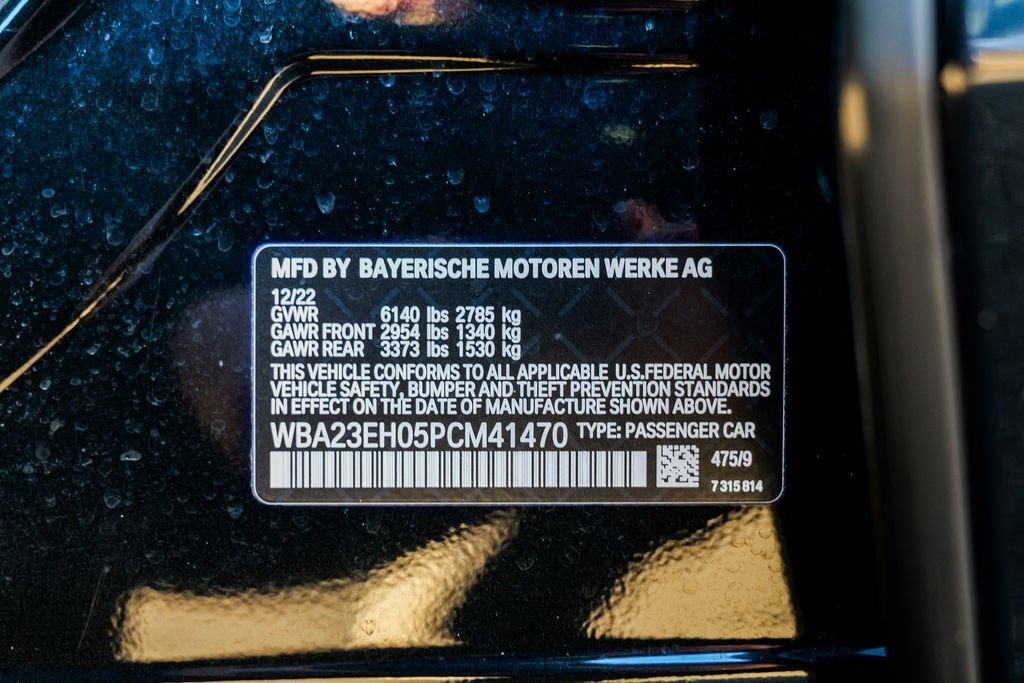 MFD BY BAYERISCHE MOTOREN WERKE AG
12/22
GVWR 6140 lbs 2785 kg
GAWR FRONT 2954 lbs 1340 kg
GAWR REAR 3373 lbs 1530 kg
THIS VEHICLE CONFORMS TO ALL APPLICABLE U.S.FEDERAL MOTOR
VEHICLE SAFETY, BUMPER AND THEFT PREVENTION STANDARDS
IN EFFECT ON THE DATE OF MANUFACTURE SHOWN ABOVE.
WBA23EH05PCM41470 TYPE: PASSENGER CAR
475/9
7 315 814